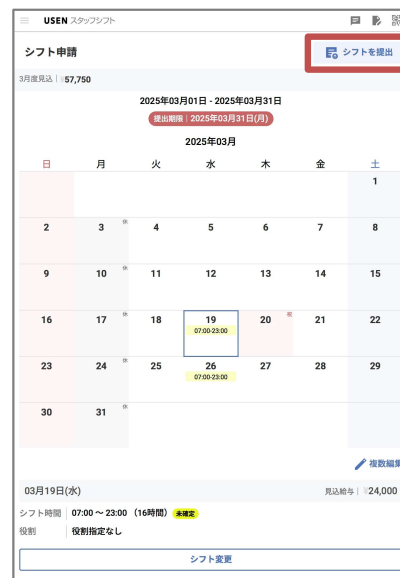 USEN スタッフシフト
シフト申請
シフトを提出
3月度見込 ¥57,750
2025年03月01日 - 2025年03月31日
提出期限 2025年03月31日(月)
2025年03月
日 月 火 水 木 金 土
1
2 3 休 4 5 6 7 8
9 10 休 11 12 13 14 15
16 17 休 18 19 20 祝 21 22
07:00-23:00
23 24 休 25 26 27 28 29
07:00-23:00
30 31 休
複数編集
03月19日(水) 見込給与 ¥24,000
シフト時間 07:00 ~ 23:00 (16時間) 未確定
役割 役割指定なし
シフト変更